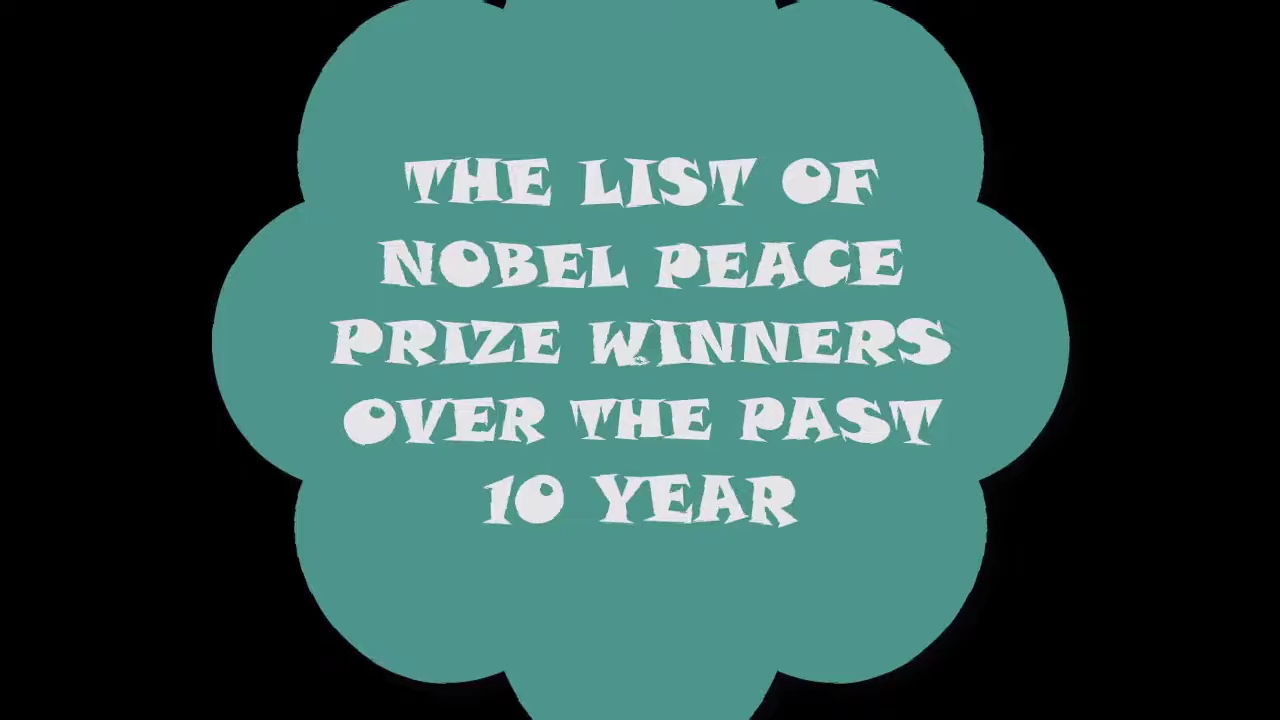 THE LIST OF
NOBEL PEACE
PRIZE WINNERS
OVER THE PAST
10 YEAR